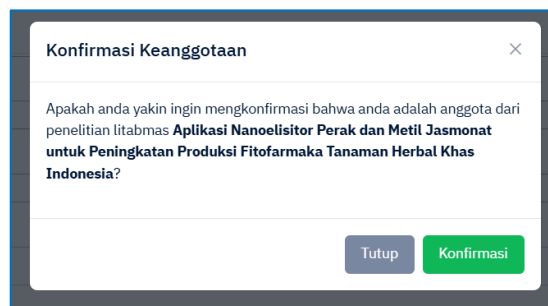 Konfirmasi Keanggotaan
Apakah anda yakin ingin mengkonfirmasi bahwa anda adalah anggota dari
penelitian litabmas Aplikasi Nanoelisitor Perak dan Metil Jasmonat
untuk Peningkatan Produksi Fitofarmaka Tanaman Herbal Khas
Indonesia?
Tutup
Konfirmasi